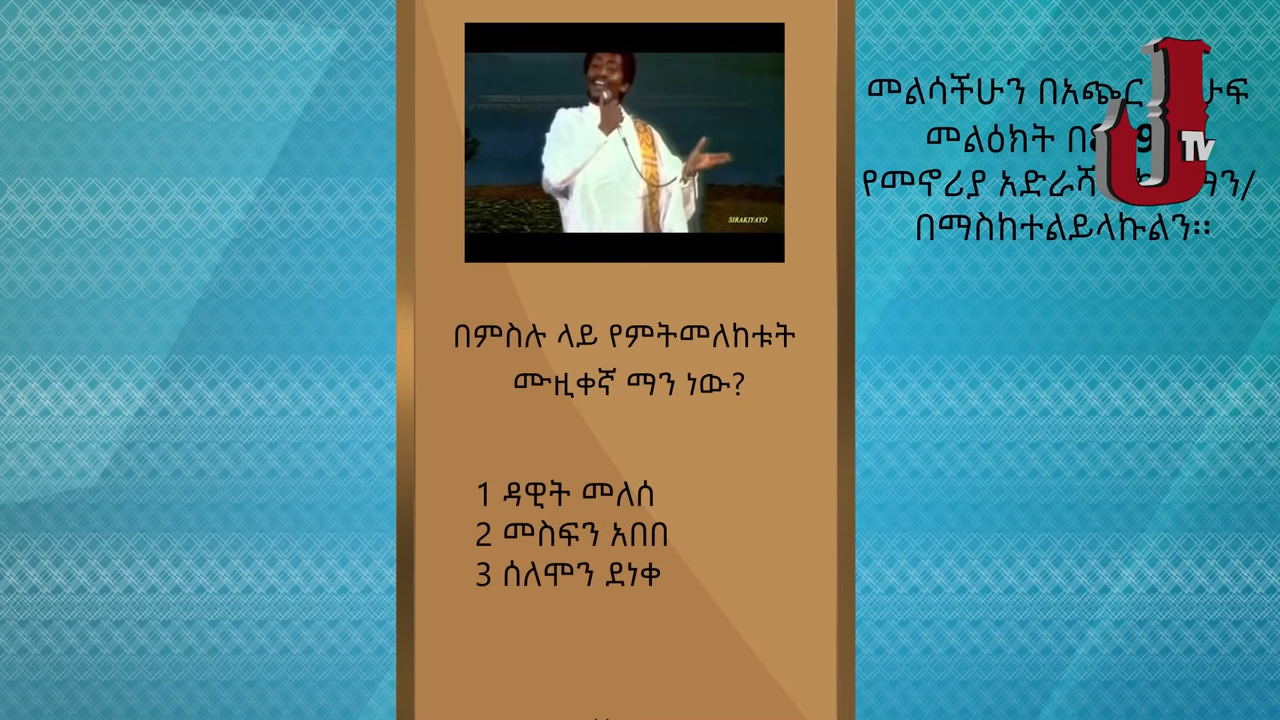 SIRAKIYAYO
በምስሉ ላይ የምትመለከቱት
ሙዚቀኛ ማን ነው?
1 ዳዊት መለሰ
2 መስፍን አበበ
3 ሰለሞን ደነቀ
መልሳችሁን በአጭር
መልዕክት
የመኖሪያ አድራሻ
በማስከተልይላኩልን።
J TV